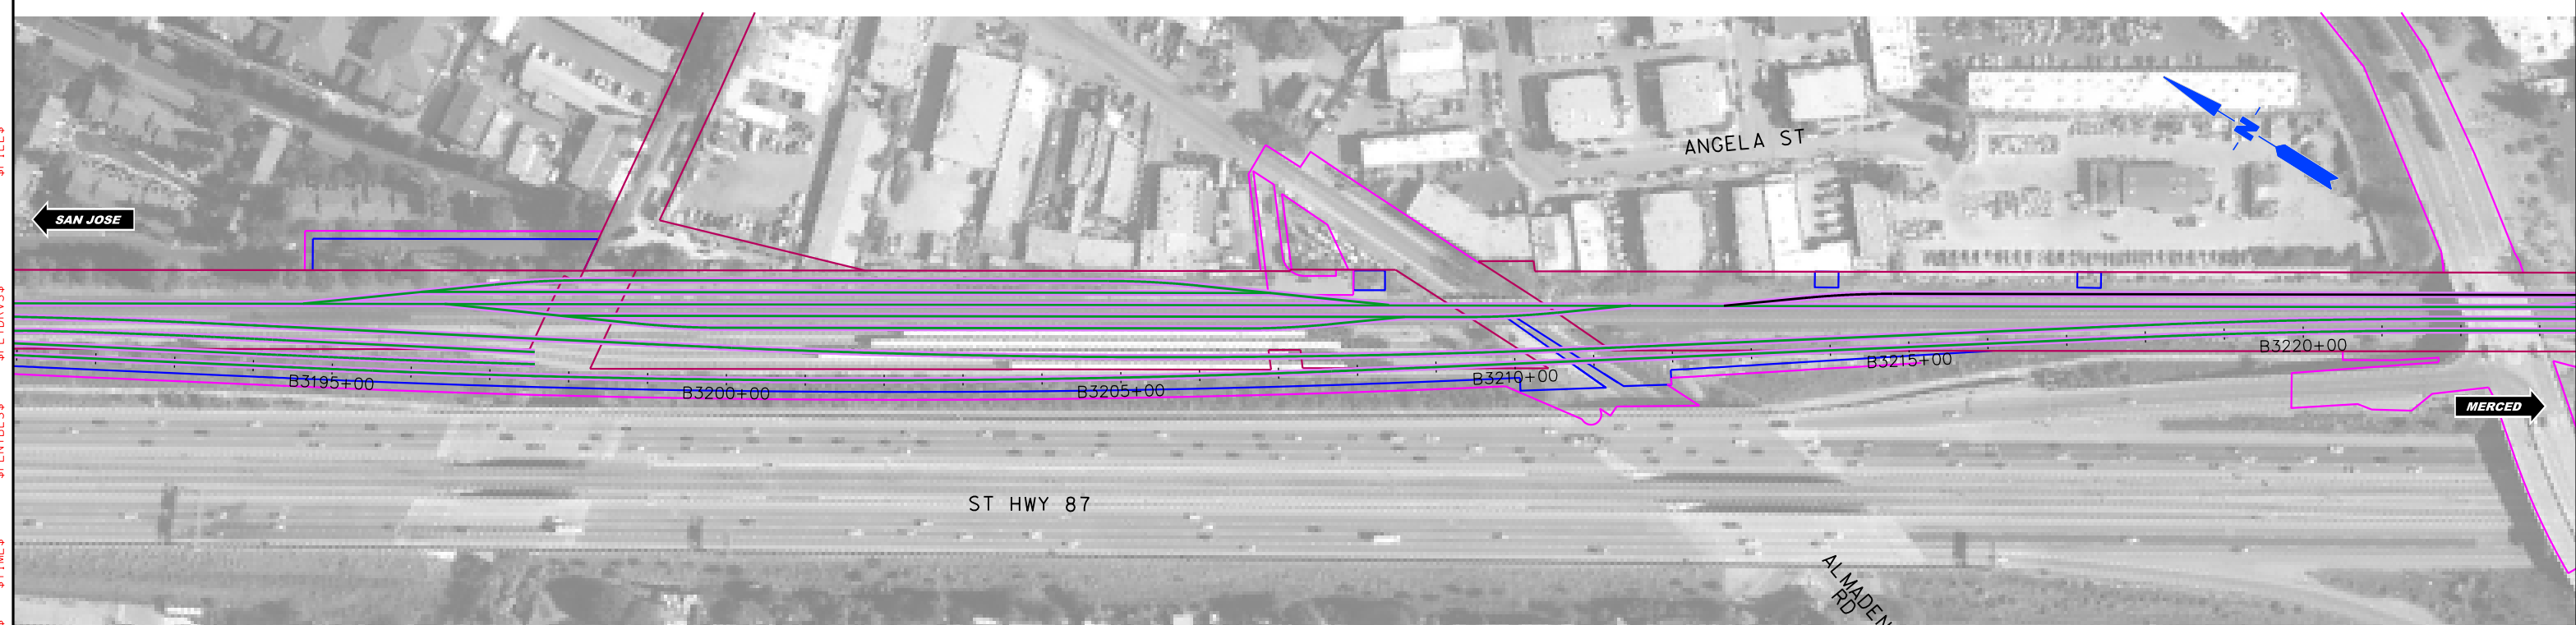 ANGELA ST
N
SAN JOSE
B3195+00
B3200+00
B3205+00
B3210+00
B3215+00
B3220+00
MERCED
ST HWY 87
ALMADEN
RD
$TIME$